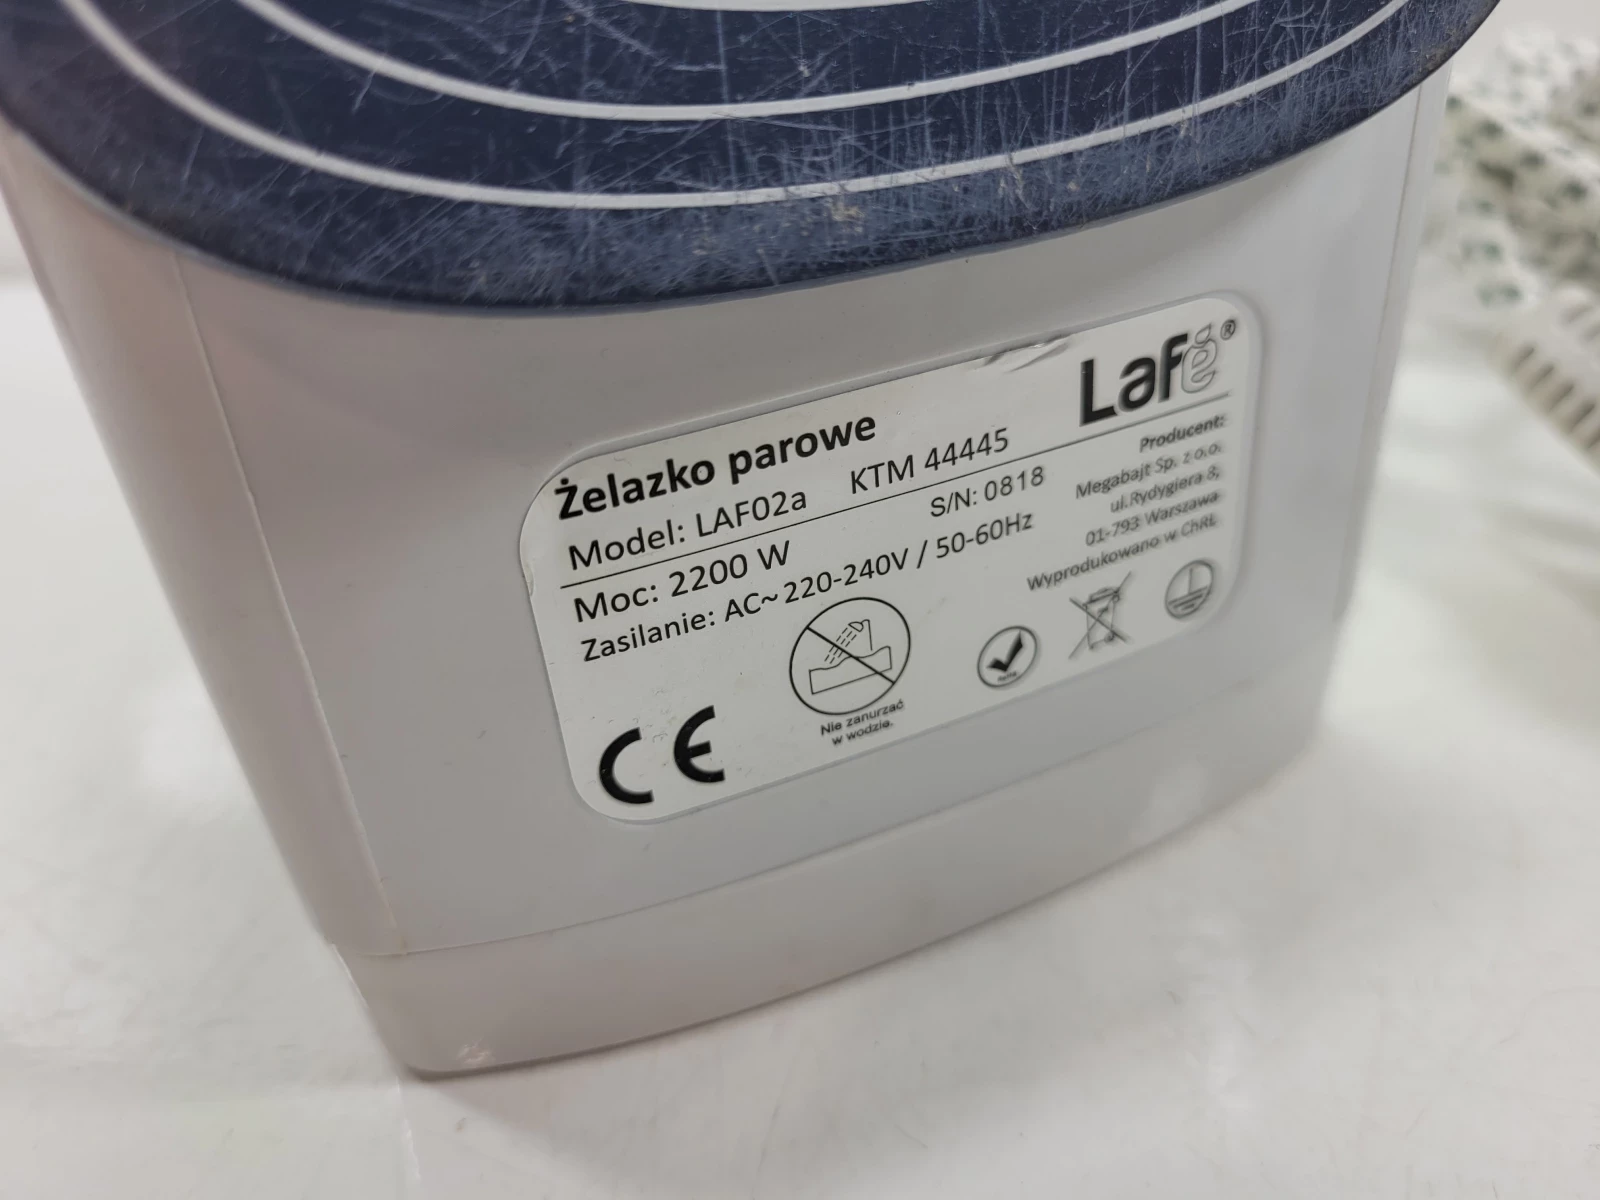 Lafe®
Żelazko parowe
Model: LAF02a KTM 44445
Moc: 2200 W S/N: 0818
Zasilanie: AC~ 220-240V / 50-60Hz
Producent:
Megabajt Sp. z o.o.
ul.Rydygiera 8,
01-793 Warszawa
Wyprodukowano w ChRL
CE
Nie zanurzać
w wodzie.